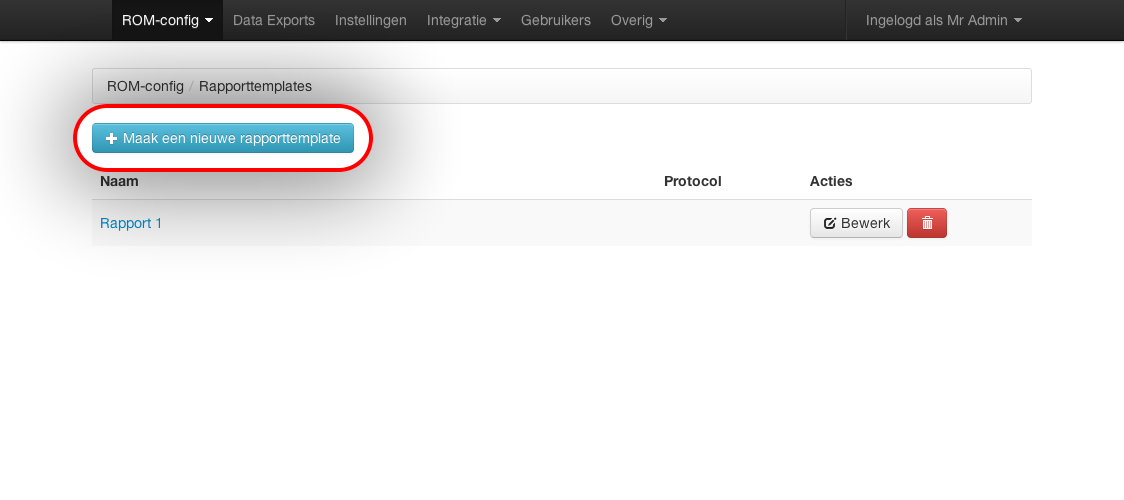 ROM-config Data Exports Instellingen Integratie Gebruikers Overig Ingelogd als Mr Admin
ROM-config / Rapporttemplates
Maak een nieuwe rapporttemplate
Naam Protocol Acties
Rapport 1 Bewerk